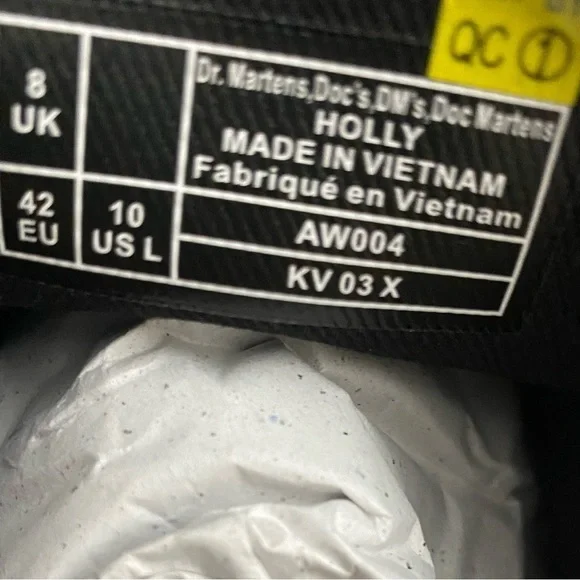 QC ①
8
UK
Dr. Martens,Doc's,DM's,Doc Martens
HOLLY
MADE IN VIETNAM
Fabriqué en Vietnam
42
EU
10
US L
AW004
KV 03 X